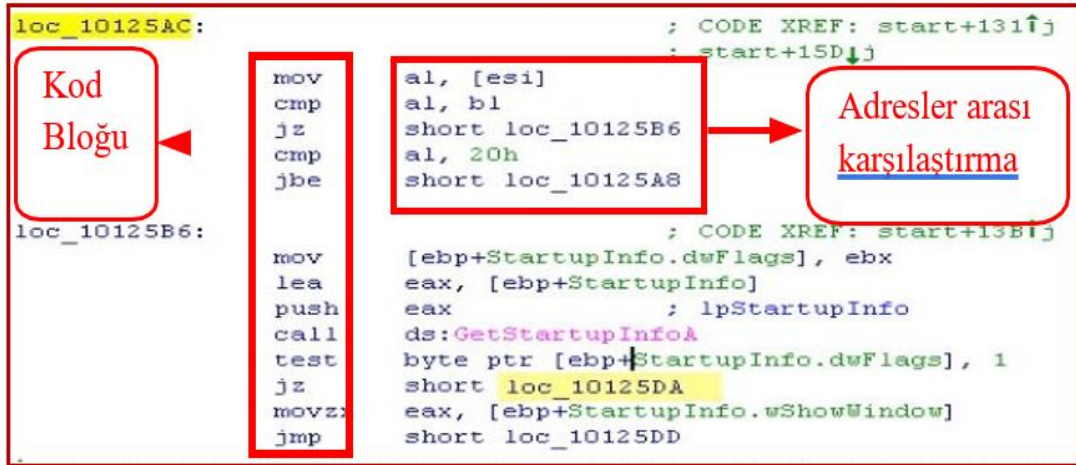 loc_10125AC: ; CODE XREF: start+131↑j
; start+15D↓j
mov al, [esi]
cmp al, bl
jz short loc_10125B6
cmp al, 20h
jbe short loc_10125A8
Kod
Bloğu
Adresler arası
karşılaştırma
loc_10125B6: ; CODE XREF: start+13B↑j
mov [ebp+StartupInfo.dwFlags], ebx
lea eax, [ebp+StartupInfo]
push eax ; lpStartupInfo
call ds:GetStartupInfoA
test byte ptr [ebp+StartupInfo.dwFlags], 1
jz short loc_10125DA
movzx eax, [ebp+StartupInfo.wShowWindow]
jmp short loc_10125DD